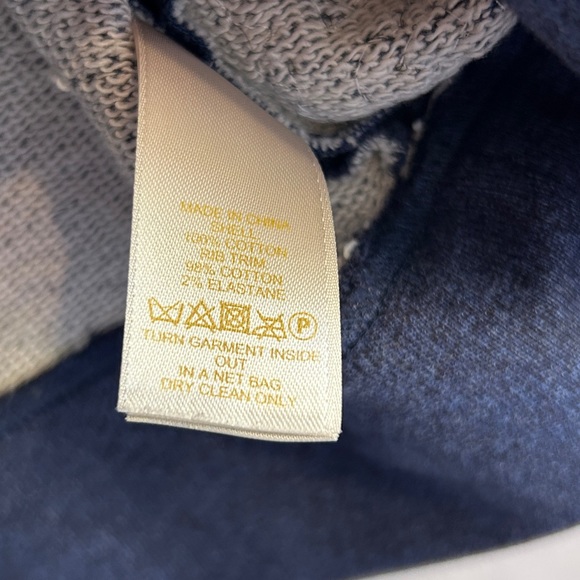 MADE IN CHINA
SHELL
100% COTTON
RIB TRIM
98% COTTON
2% ELASTANE
P
TURN GARMENT INSIDE
OUT
IN A NET BAG
DRY CLEAN ONLY